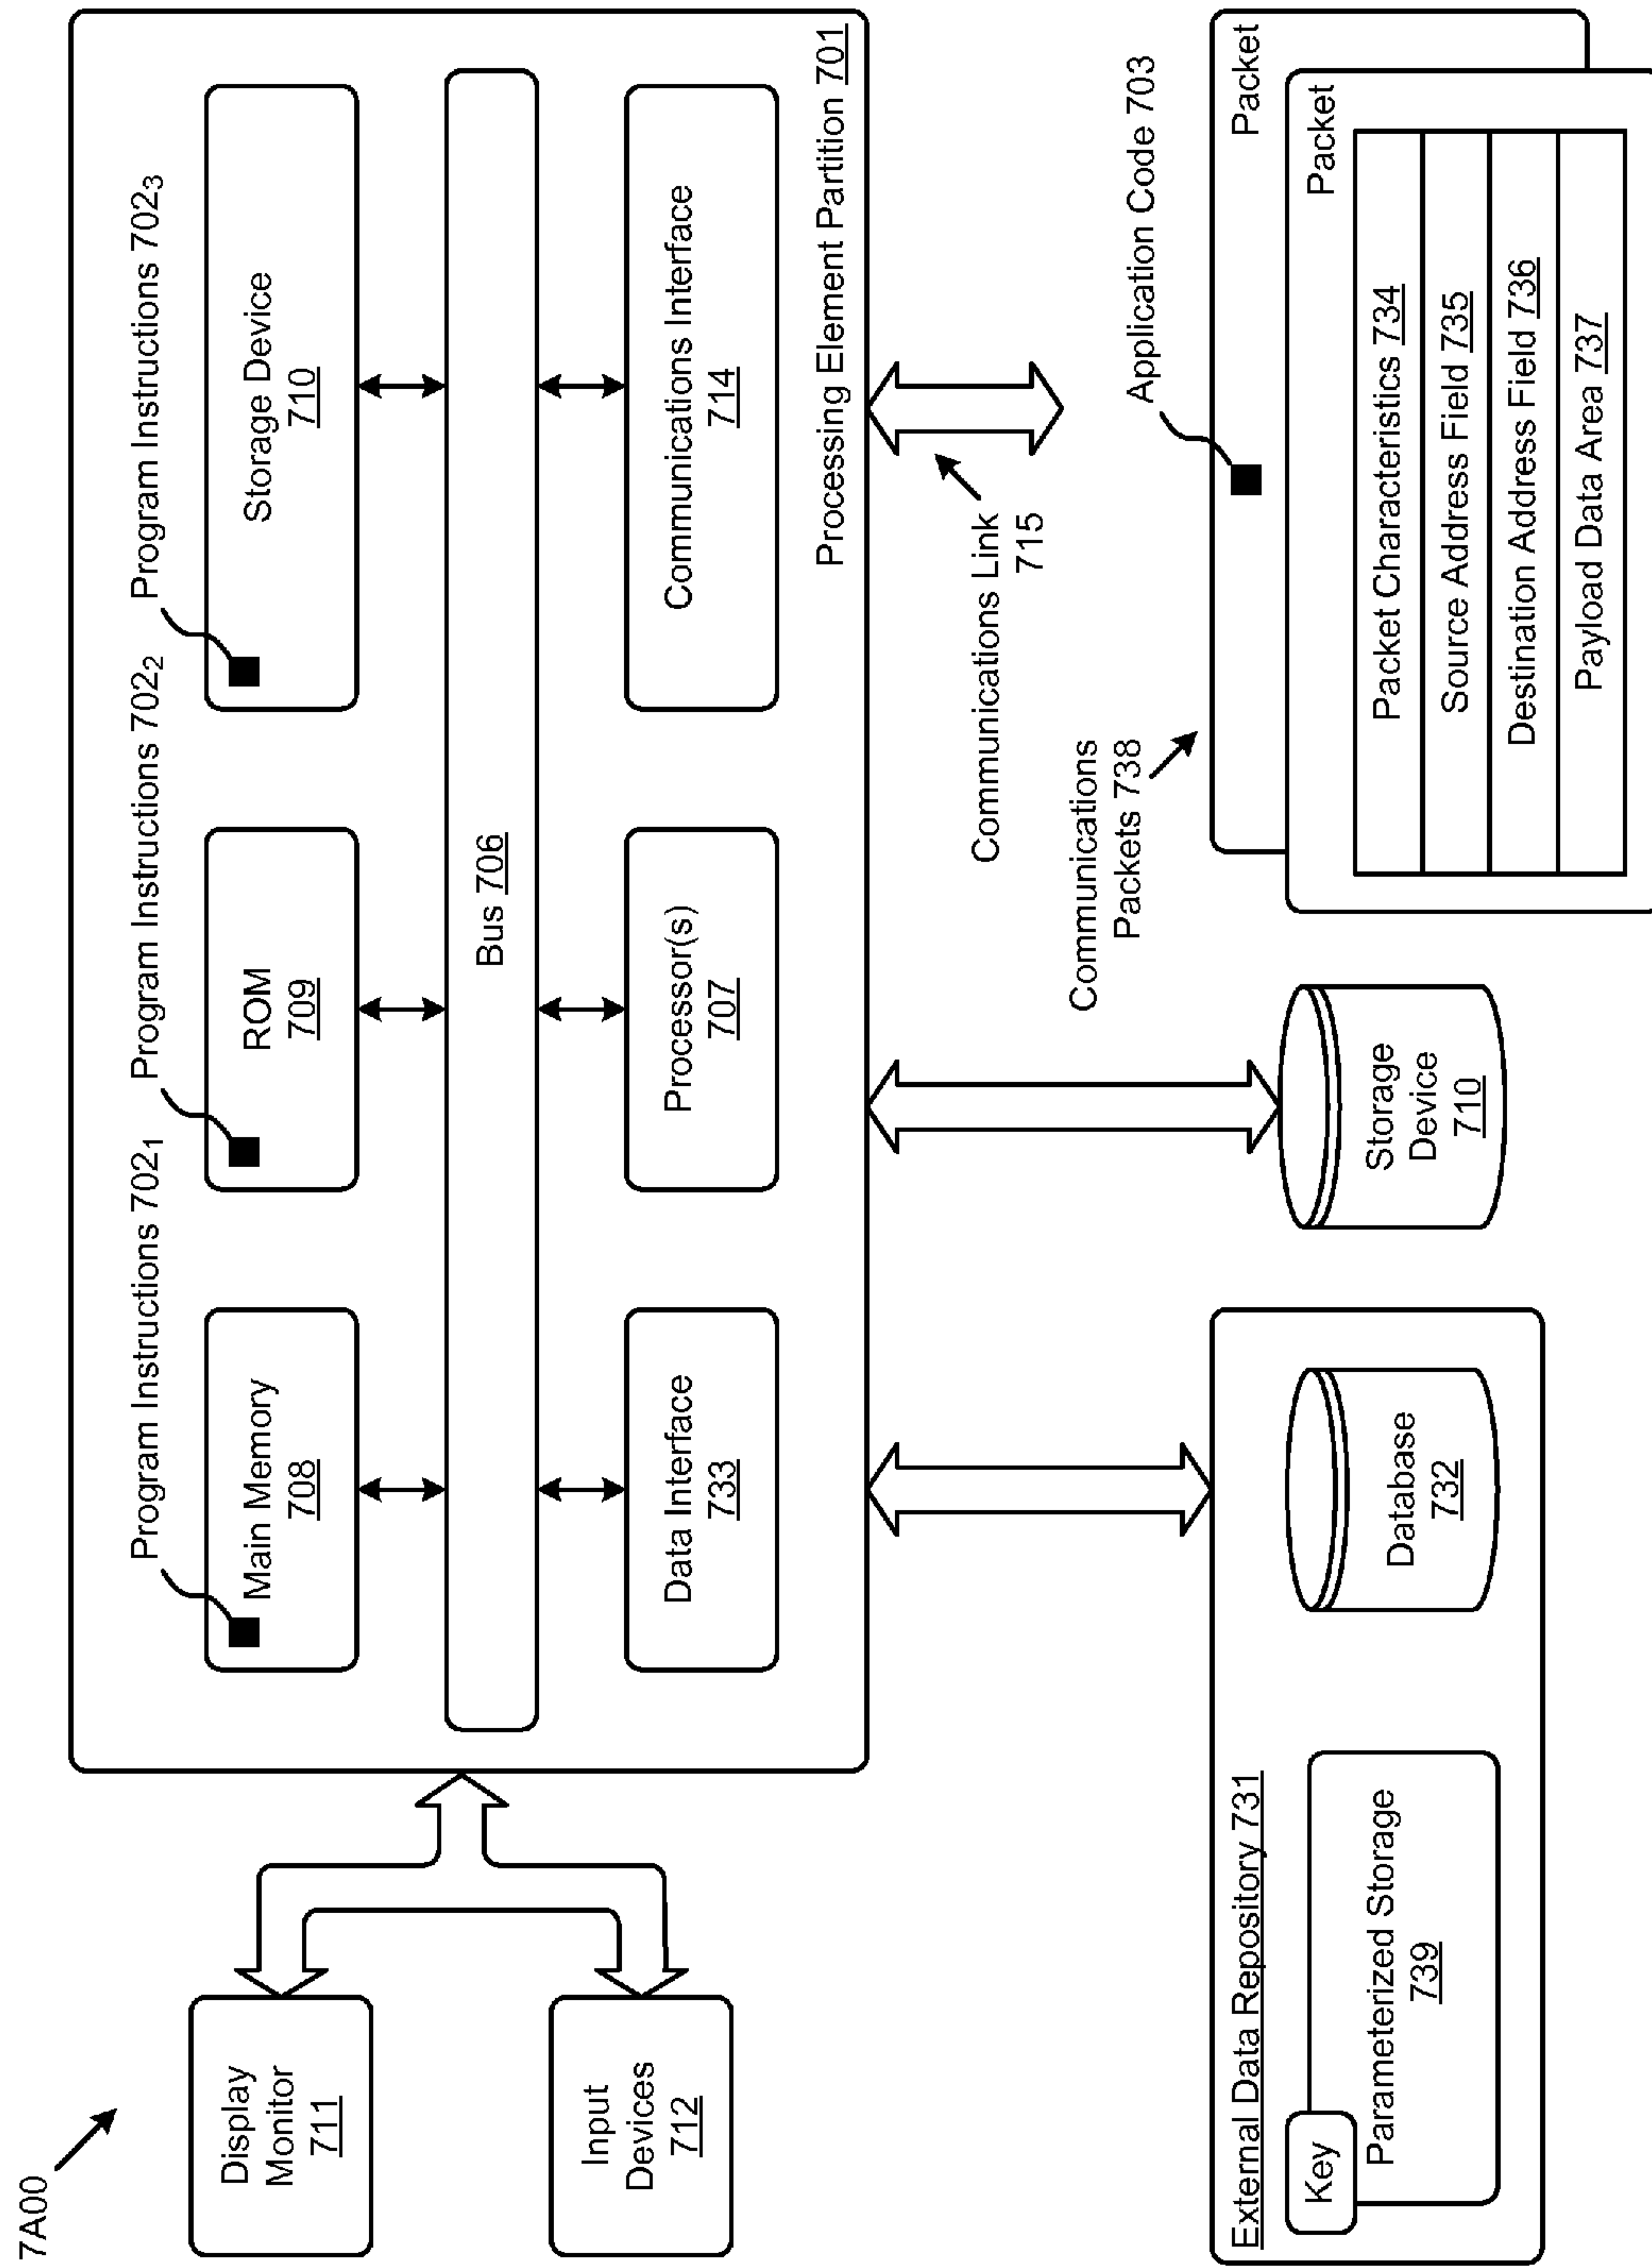 7A00
Program Instructions 702₁
Program Instructions 702₂
Program Instructions 702₃
Main Memory
708
ROM
709
Storage Device
710
Display
Monitor
711
Bus 706
Input
Devices
712
Data Interface
733
Processor(s)
707
Communications Interface
714
Processing Element Partition 701
Communications Link
715
Communications
Packets 738
Application Code 703
External Data Repository 731
Key
Parameterized Storage
739
Database
732
Storage
Device
710
Packet
Packet
Packet Characteristics 734
Source Address Field 735
Destination Address Field 736
Payload Data Area 737